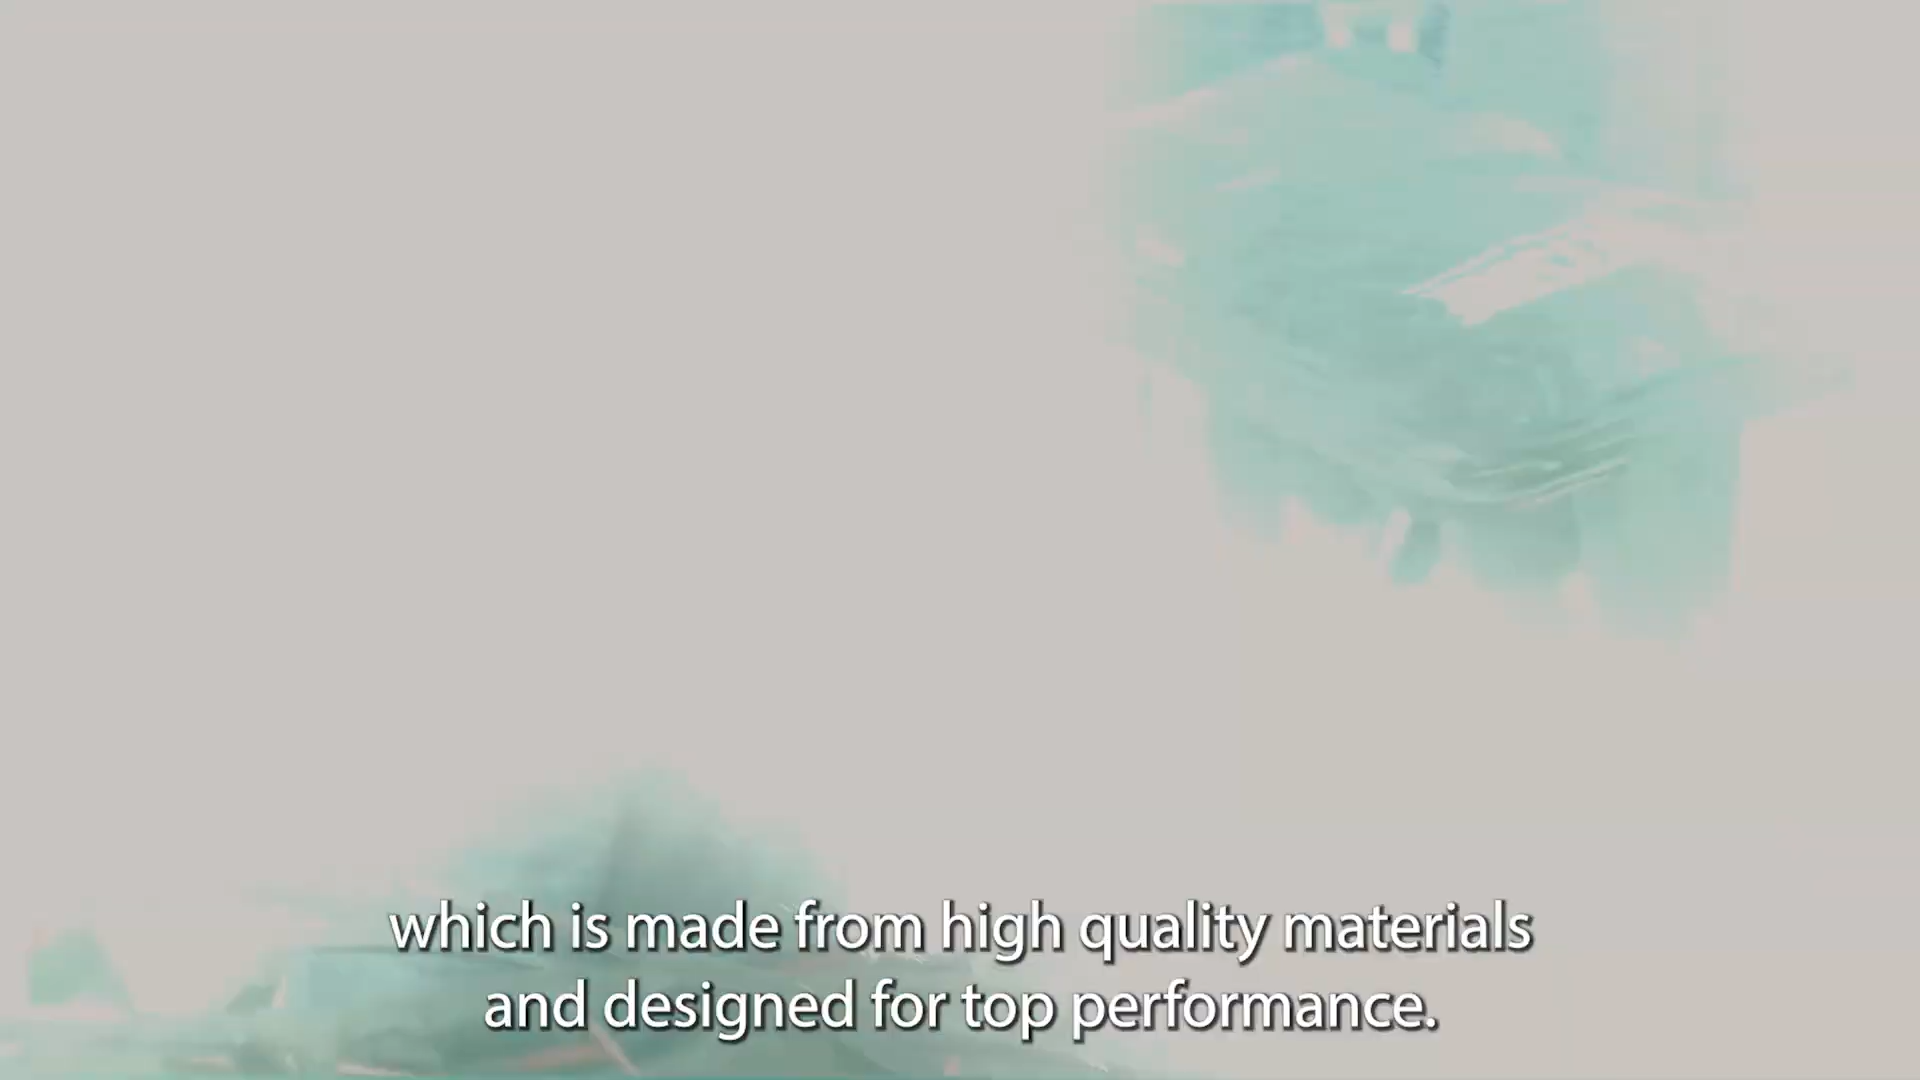 which is made from high quality materials
and designed for top performance.